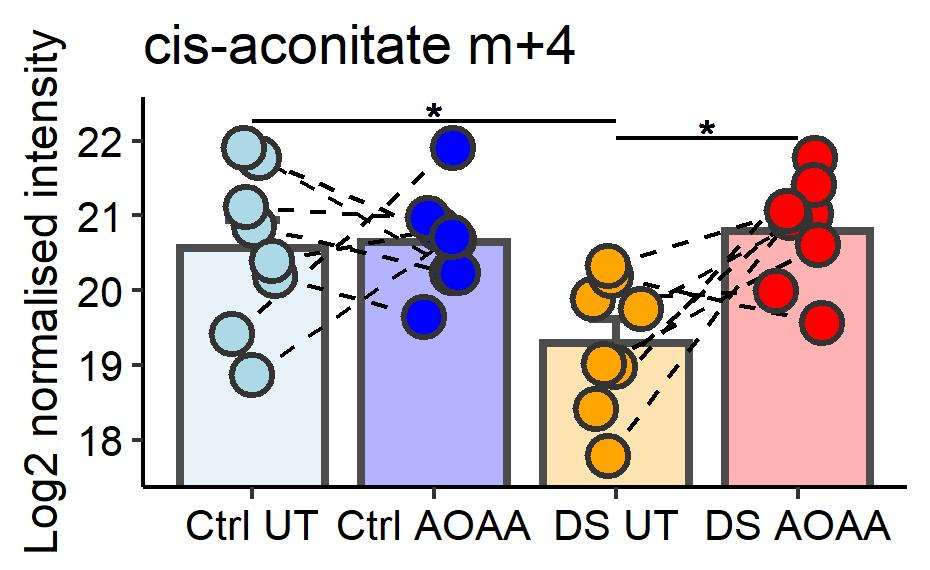 cis-aconitate m+4
Log2 normalised intensity
*
*
22
21
20
19
18
Ctrl UT Ctrl AOAA DS UT DS AOAA